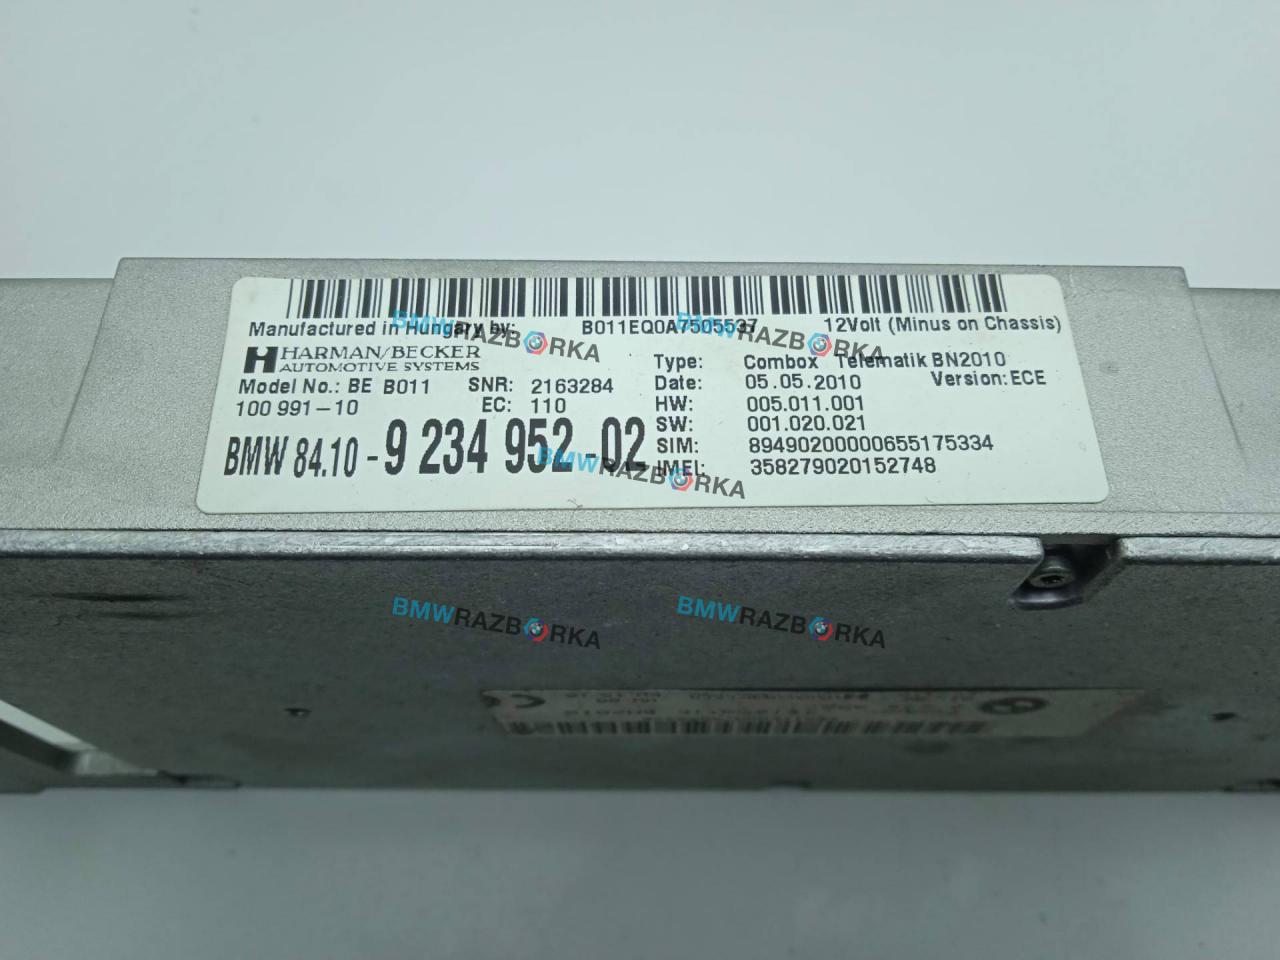 Manufactured in Hungary by: B011EQ0A7505537 12Volt (Minus on Chassis)
HARMAN/BECKER
AUTOMOTIVE SYSTEMS
Model No.: BE B011 SNR: 2163284
100 991-10 EC: 110
BMW 84.10 - 9 234 952 - 02
Type: Combox Telematik BN2010
Date: 05.05.2010 Version: ECE
HW: 005.011.001
SW: 001.020.021
SIM: 89490200000655175334
IMEI: 358279020152748
BMWRAZBORKA
BMWRAZBORKA
BMWRAZBORKA
BMWRAZBORKA
BMWRAZBORKA